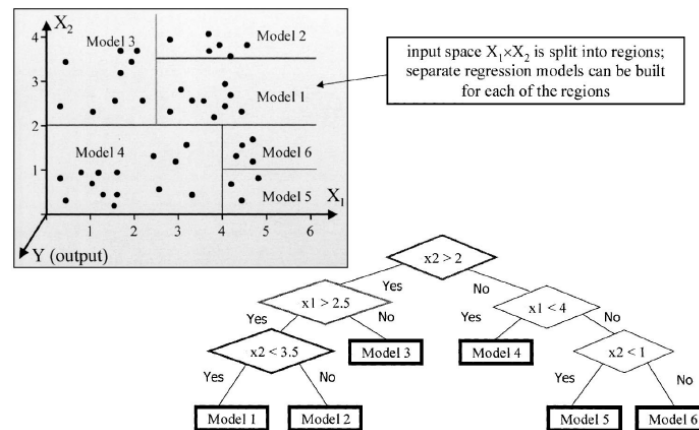 X2
4
Model 3
Model 2
3
Model 1
2
Model 4
Model 6
1
Model 5
X1
1 2 3 4 5 6
Y (output)
input space X1×X2 is split into regions;
separate regression models can be built
for each of the regions
x2 > 2
Yes
No
x1 > 2.5
x1 < 4
Yes
No
Yes
No
x2 < 3.5
Model 3
Model 4
x2 < 1
Yes
No
Yes
No
Model 1
Model 2
Model 5
Model 6